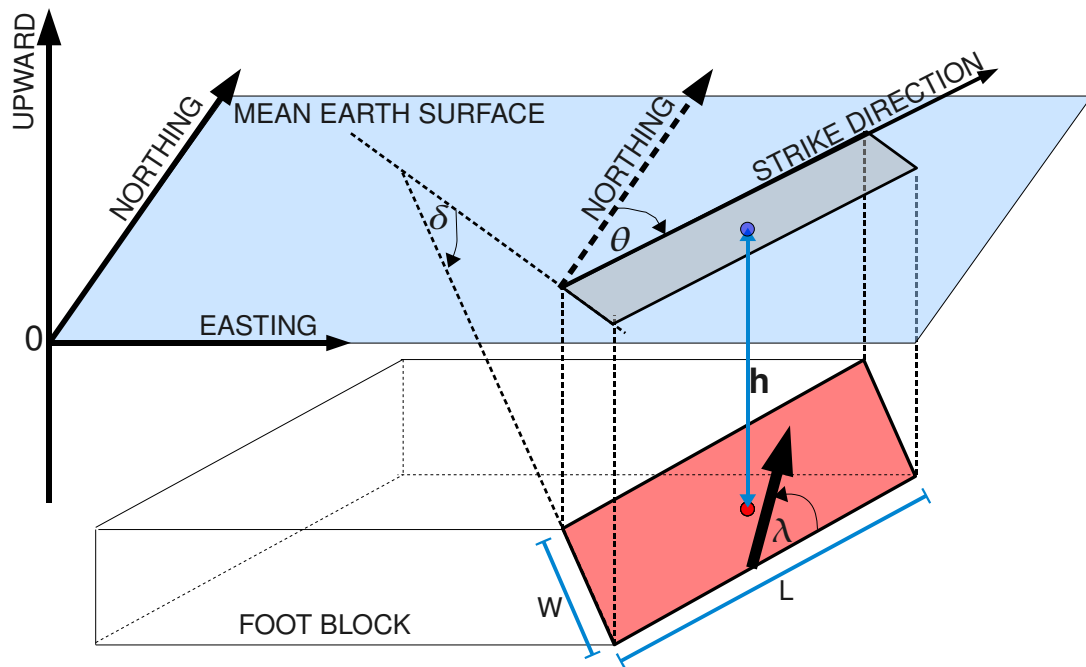 UPWARD
NORTHING
MEAN EARTH SURFACE
NORTHING
STRIKE DIRECTION
δ
θ
0
EASTING
h
λ
W
L
FOOT BLOCK